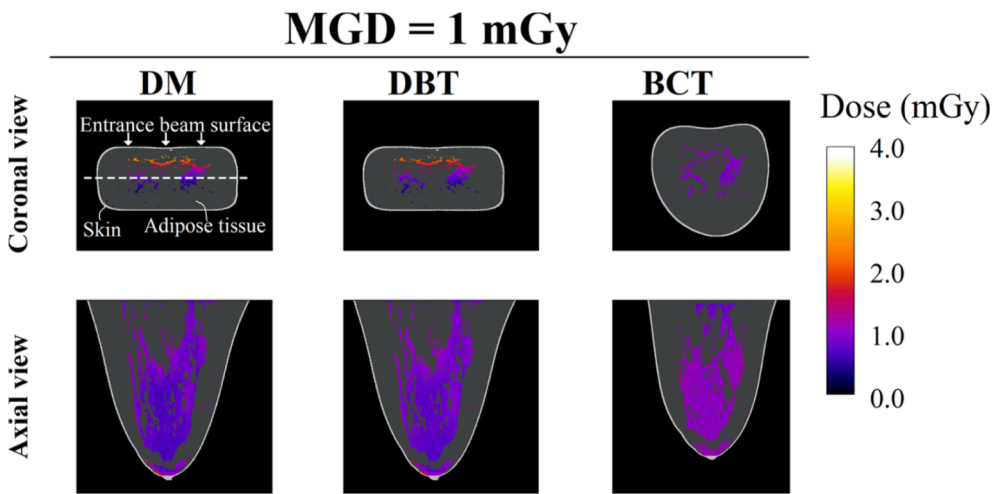 MGD = 1 mGy
DM
DBT
BCT
Coronal view
Entrance beam surface
Skin
Adipose tissue
Axial view
Dose (mGy)
4.0
3.0
2.0
1.0
0.0